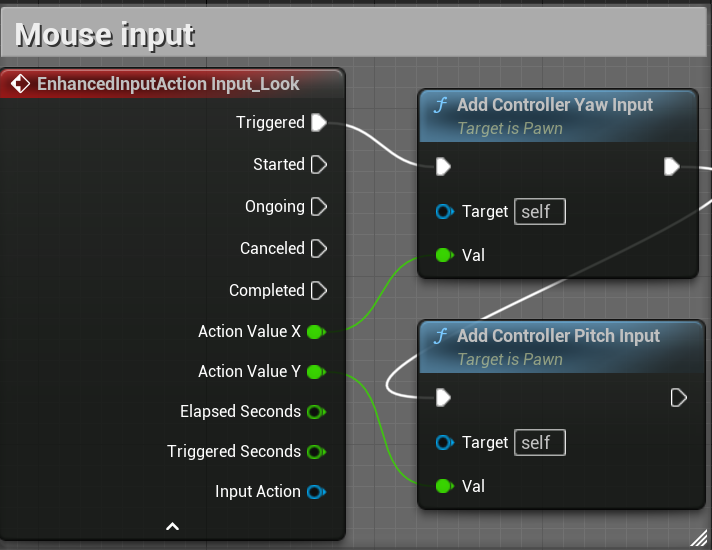 Mouse input
EnhancedInputAction Input_Look
Triggered
Started
Ongoing
Canceled
Completed
Action Value X
Action Value Y
Elapsed Seconds
Triggered Seconds
Input Action
f Add Controller Yaw Input
Target is Pawn
Target self
Val
f Add Controller Pitch Input
Target is Pawn
Target self
Val